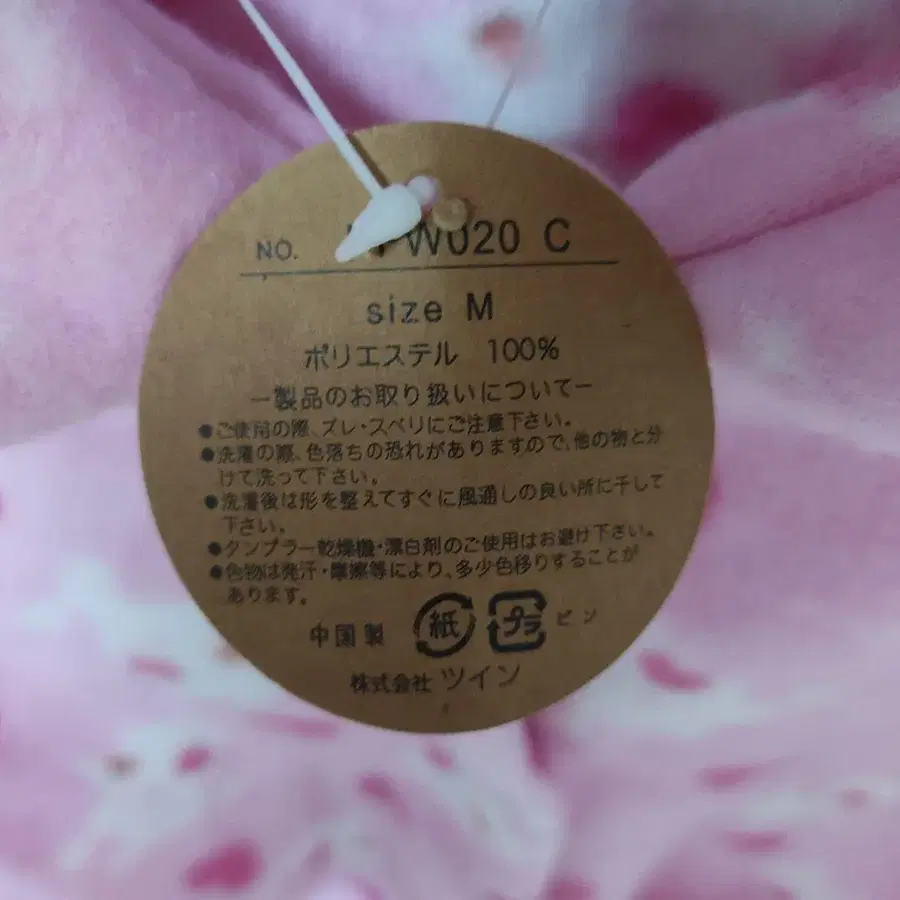 NO. W020 C
size M
ポリエステル 100%
ー製品のお取り扱いについてー
●ご使用の際、ズレ・スベリにご注意下さい。
●洗濯の際、色落ちの恐れがありますので、他の物と分
けて洗って下さい。
●洗濯後は形を整えてすぐに風通しの良い所に干して
下さい。
●タンブラー乾燥機・漂白剤のご使用はお避け下さい。
●色物は発汗・摩擦等により、多少色移りすることが
あります。
中国製 紙 プラ ピン
株式会社 ツイン